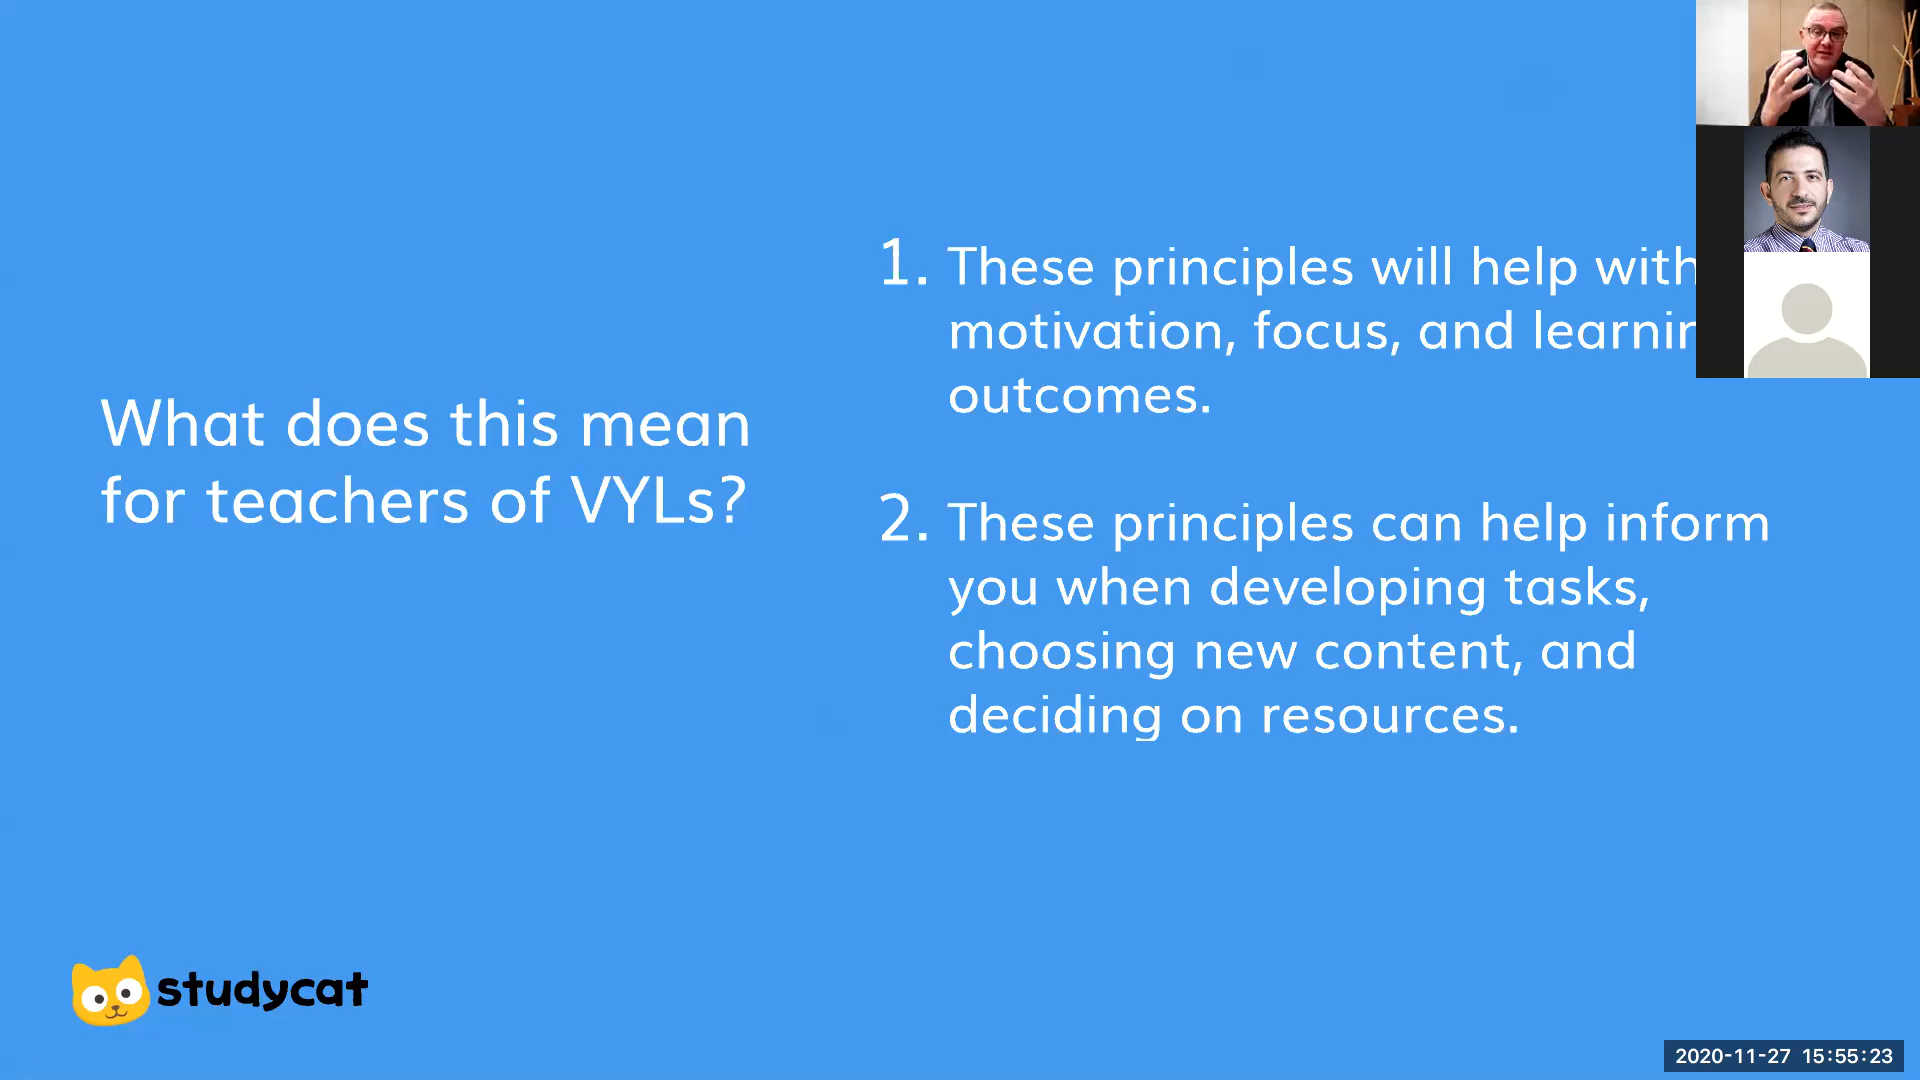 What does this mean
for teachers of VYLs?
1. These principles will help with
motivation, focus, and learnin
outcomes.
2. These principles can help inform
you when developing tasks,
choosing new content, and
deciding on resources.
studycat
2020-11-27 15:55:23